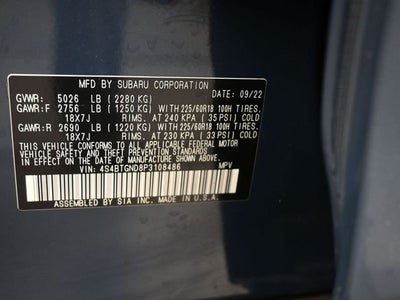 MFD BY SUBARU CORPORATION
DATE 09/22
GVWR: 5026 LB (2280 KG)
GAWR:F 2756 LB (1250 KG) WITH 225/60R18 100H TIRES.
18X7J RIMS. AT 240 KPA (35 PSI) COLD
GAWR:R 2690 LB (1220 KG) WITH 225/60R18 100H TIRES.
18X7J RIMS. AT 230 KPA (33 PSI) COLD
THIS VEHICLE CONFORMS TO ALL APPLICABLE FEDERAL MOTOR
VEHICLE SAFETY AND THEFT PREVENTION STANDARDS
IN EFFECT ON THE DATE OF MANUFACTURE SHOWN ABOVE.
VIN: 4S4BTGND8P3108486 MPV
ASSEMBLED BY SIA INC. MADE IN U.S.A.